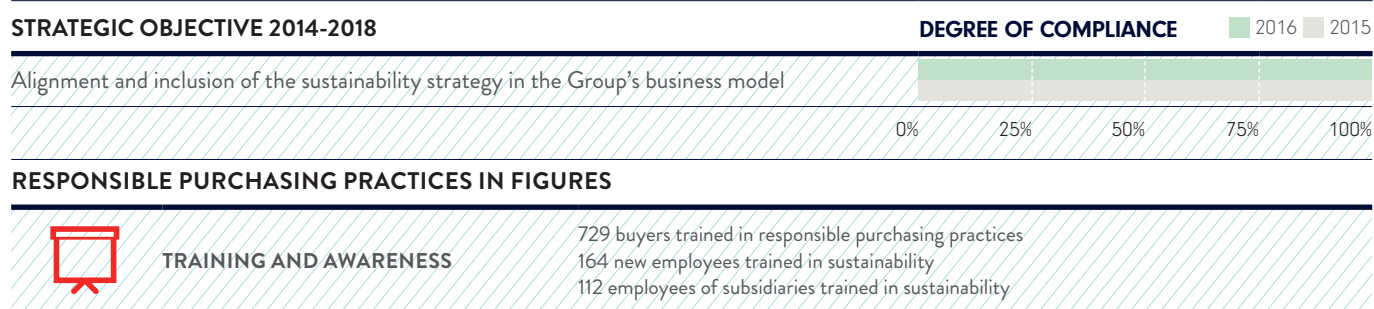 STRATEGIC OBJECTIVE 2014-2018 DEGREE OF COMPLIANCE 2016 2015
Alignment and inclusion of the sustainability strategy in the Group's business model
0% 25% 50% 75% 100%
RESPONSIBLE PURCHASING PRACTICES IN FIGURES
TRAINING AND AWARENESS
729 buyers trained in responsible purchasing practices
164 new employees trained in sustainability
112 employees of subsidiaries trained in sustainability